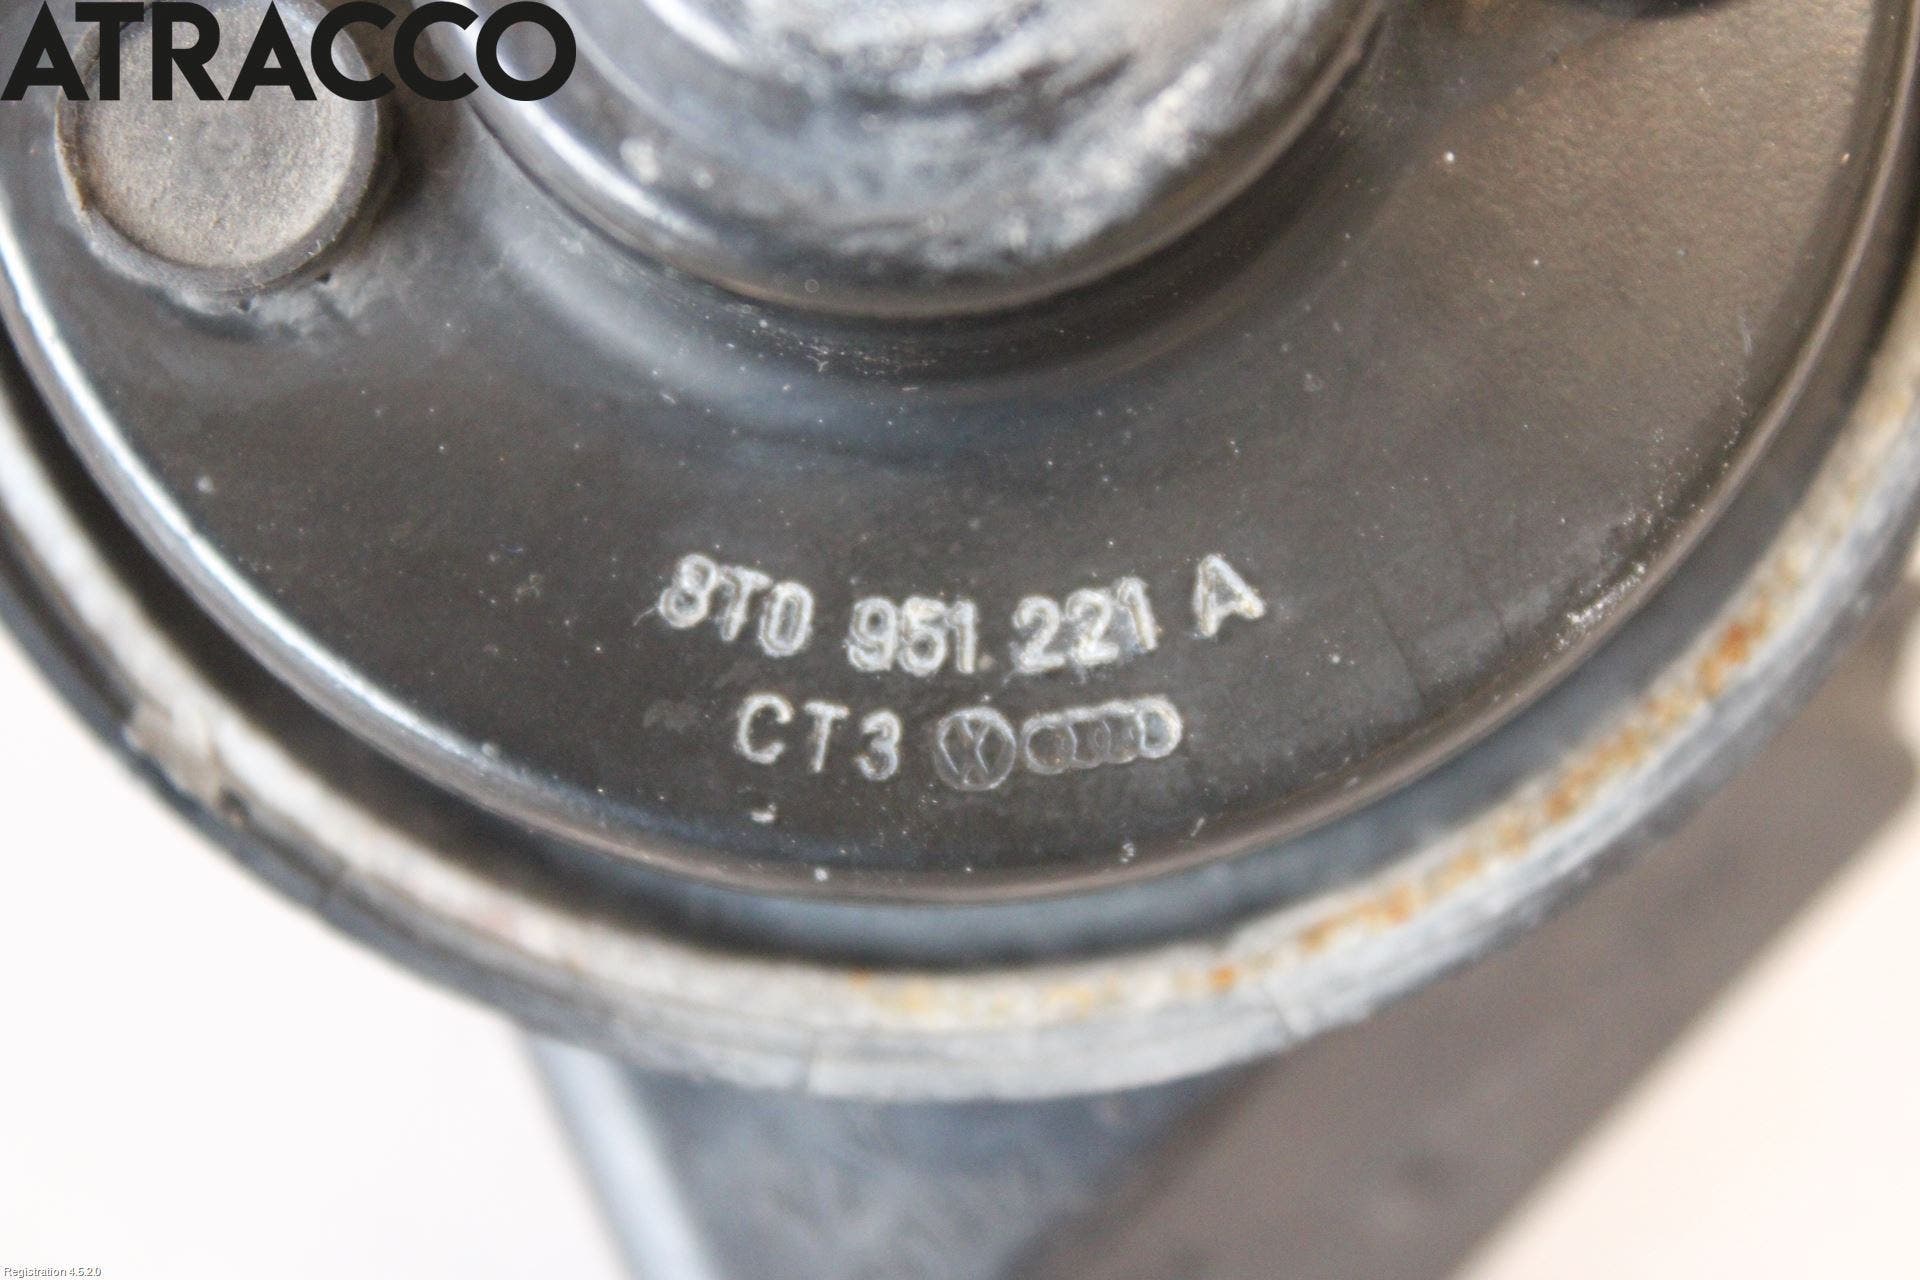 ATRACCO
8T0 951 221 A
CT3
Registration 4.5.2.0